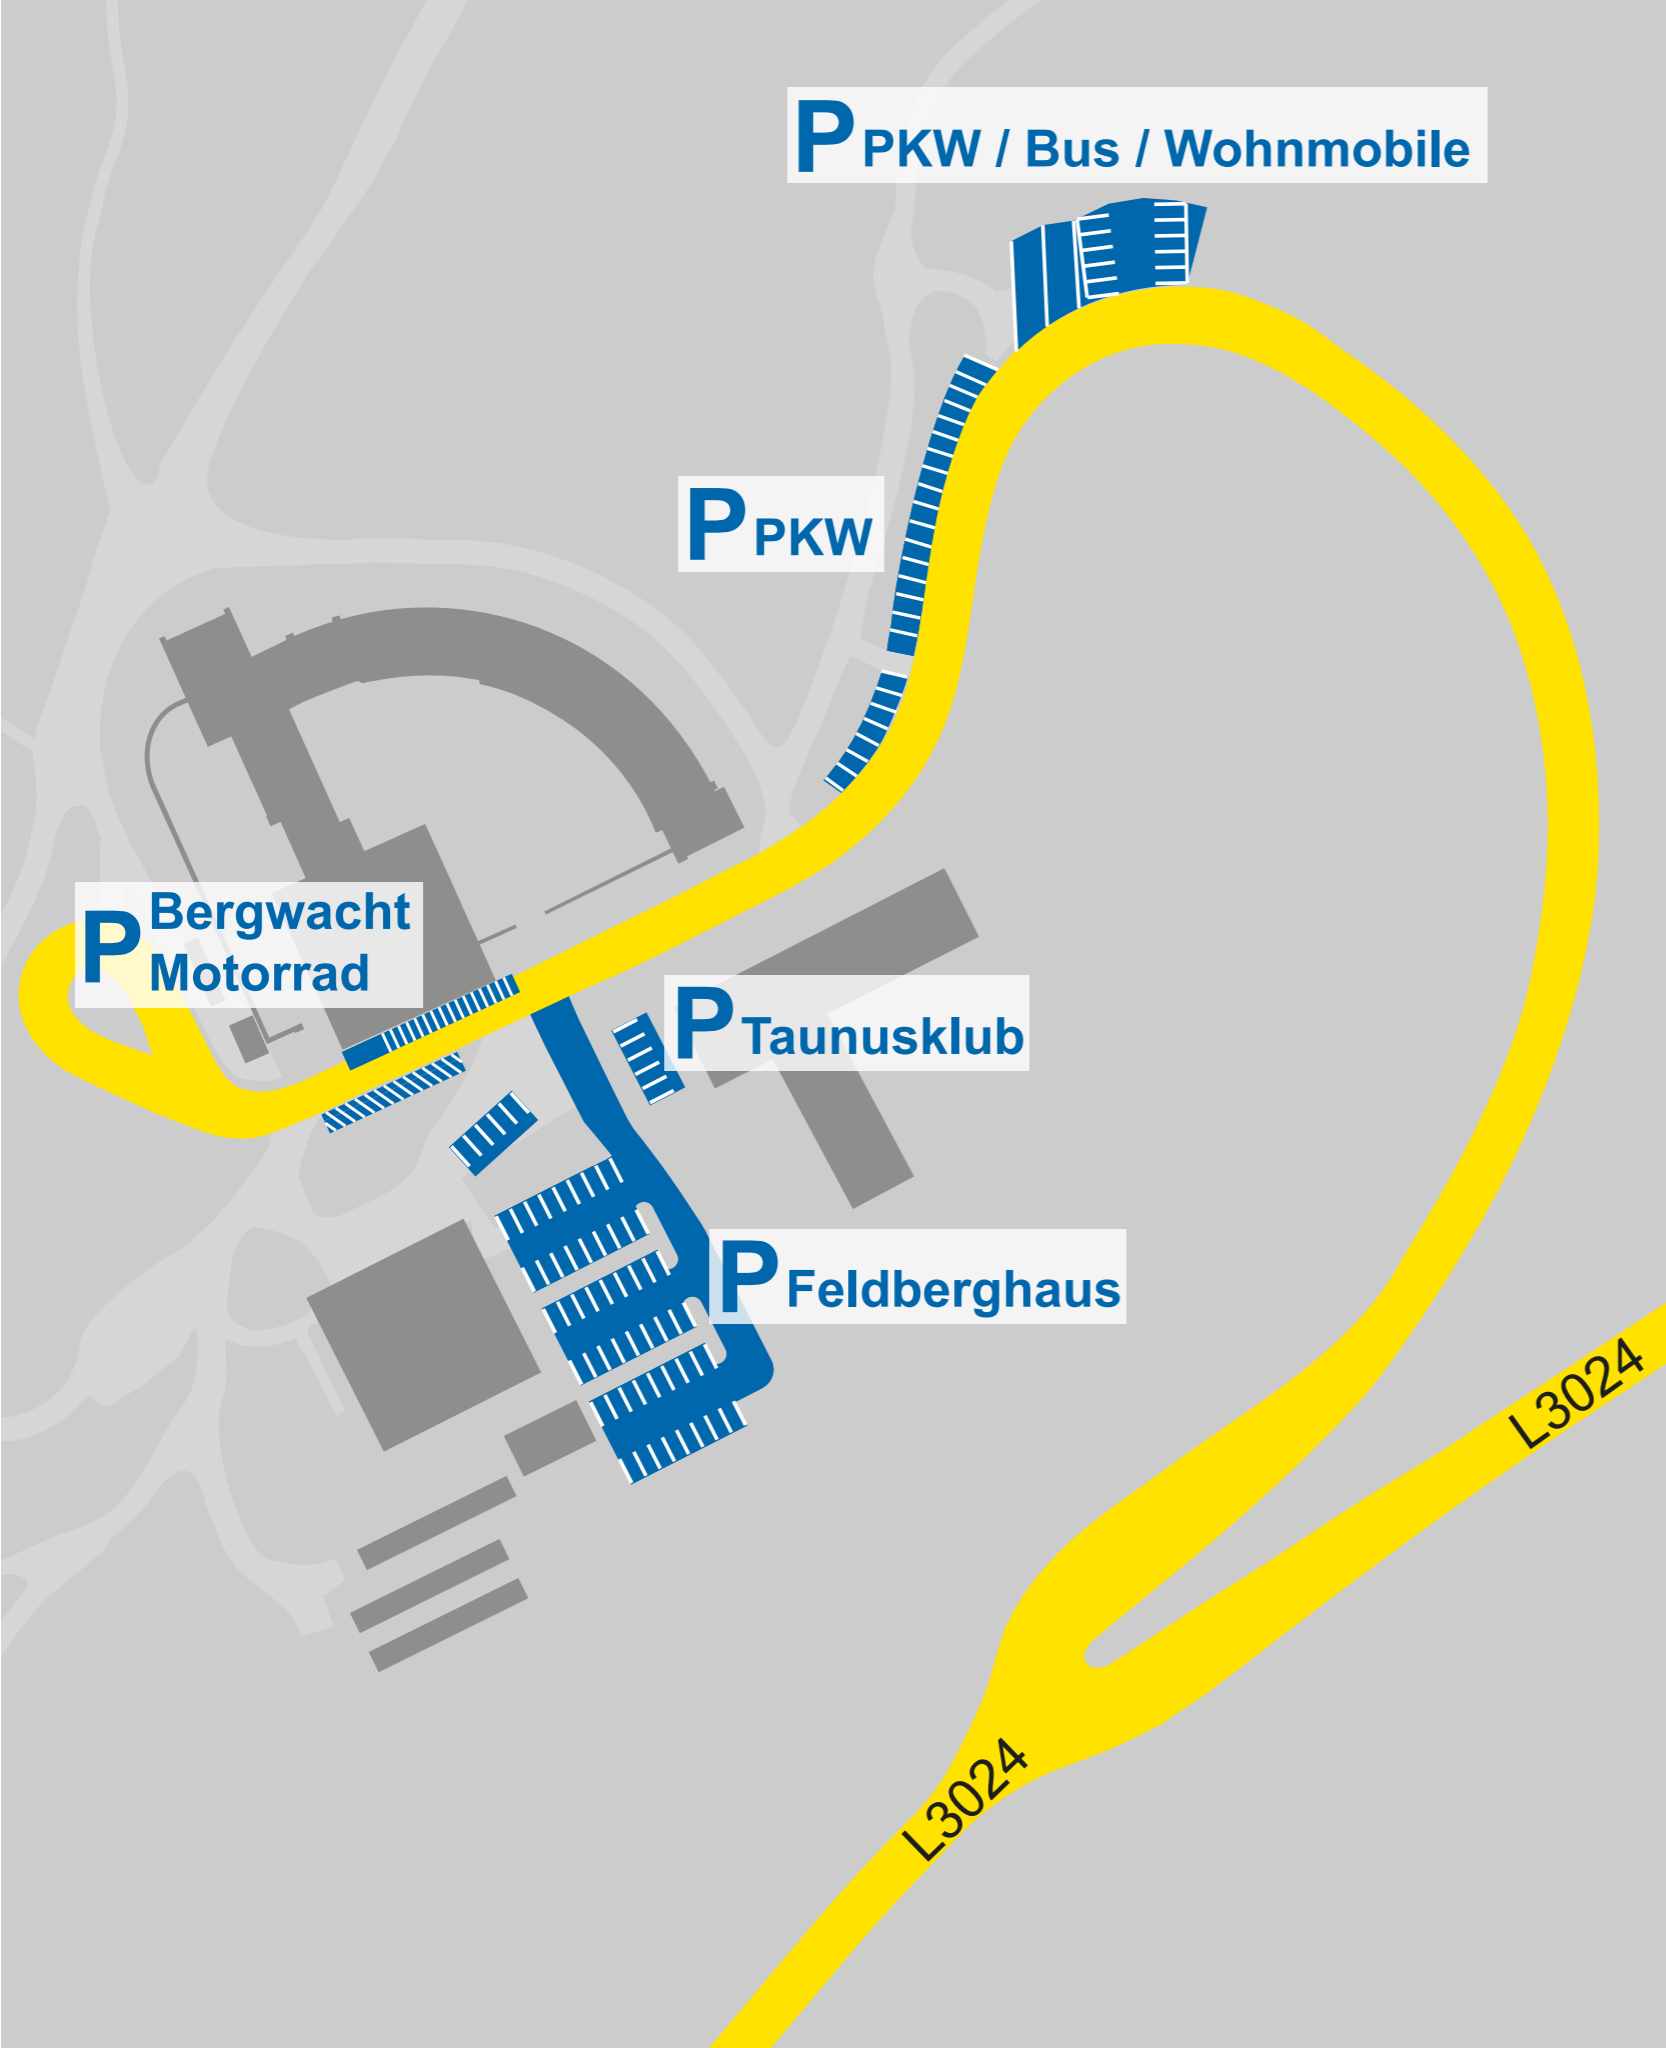 P PKW / Bus / Wohnmobile
P PKW
P Bergwacht
Motorrad
P Taunusklub
P Feldberghaus
L3024
L3024